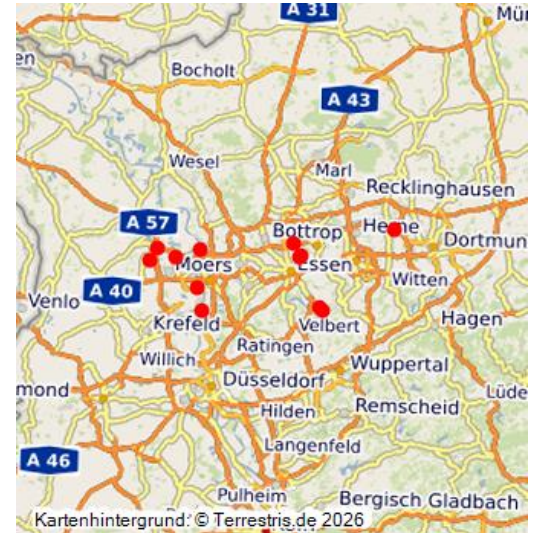 A 31
Mün
en
Bocholt
A 43
Wesel
Marl
Recklinghausen
A 57
Bottrop
Herne
Dortmun
Moers
Essen
A 40
Witten
Venlo
Krefeld
Velbert
Hagen
Ratingen
Willich
Wuppertal
mond
Düsseldorf
Lüde
Hilden
Remscheid
Langenfeld
A 46
Pulheim
Bergisch Gladbach
Kartenhintergrund: © Terrestris.de 2026